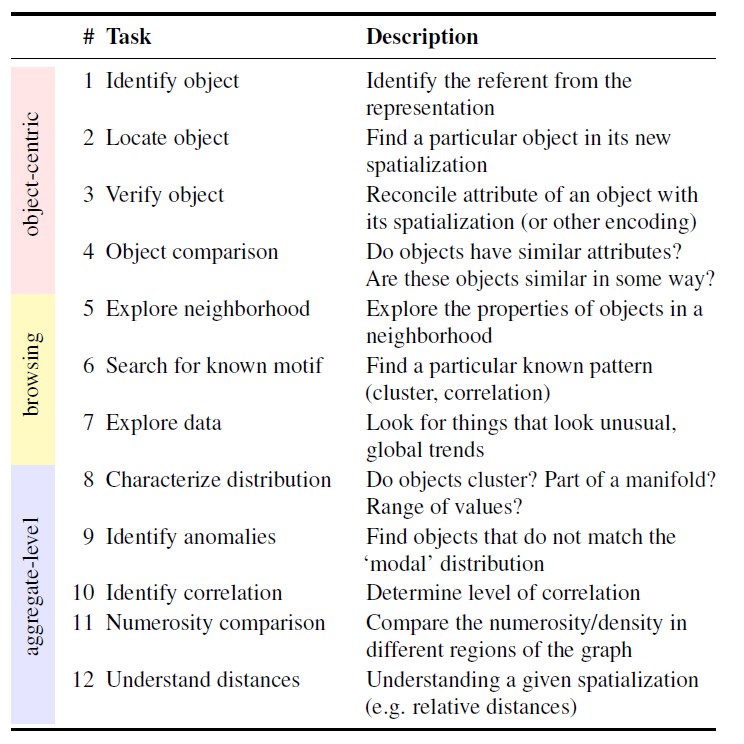 # Task Description
object-centric
1 Identify object Identify the referent from the
representation
2 Locate object Find a particular object in its new
spatialization
3 Verify object Reconcile attribute of an object with
its spatialization (or other encoding)
4 Object comparison Do objects have similar attributes?
Are these objects similar in some way?
browsing
5 Explore neighborhood Explore the properties of objects in a
neighborhood
6 Search for known motif Find a particular known pattern
(cluster, correlation)
7 Explore data Look for things that look unusual,
global trends
aggregate-level
8 Characterize distribution Do objects cluster? Part of a manifold?
Range of values?
9 Identify anomalies Find objects that do not match the
‘modal’ distribution
10 Identify correlation Determine level of correlation
11 Numerosity comparison Compare the numerosity/density in
different regions of the graph
12 Understand distances Understanding a given spatialization
(e.g. relative distances)